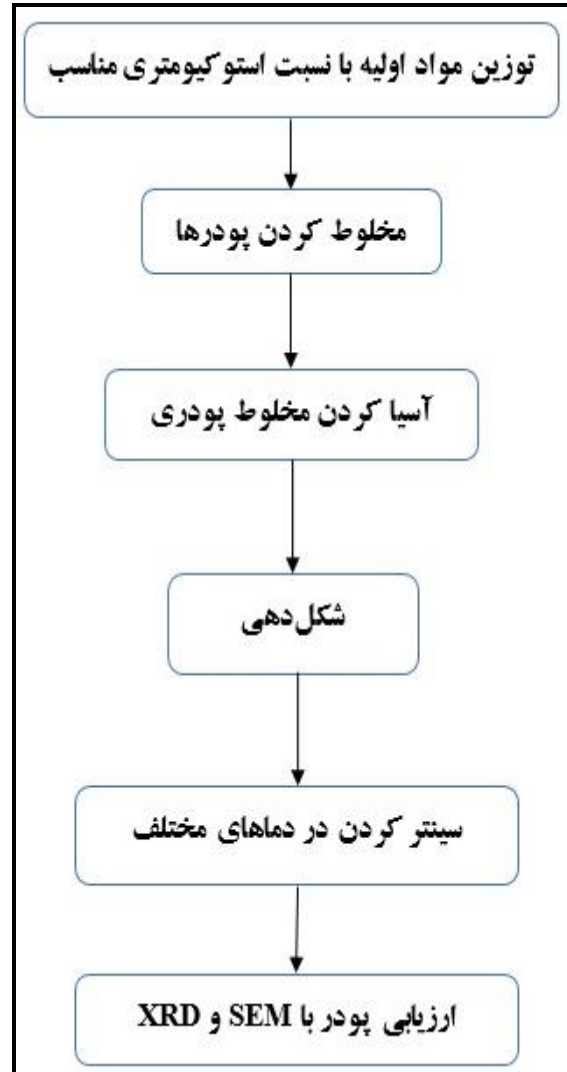 توزین مواد اولیه با نسبت استوکیومتری مناسب
مخلوط کردن پودرها
آسیا کردن مخلوط پودری
شکل‌دهی
سینتر کردن در دماهای مختلف
ارزیابی پودر با SEM و XRD